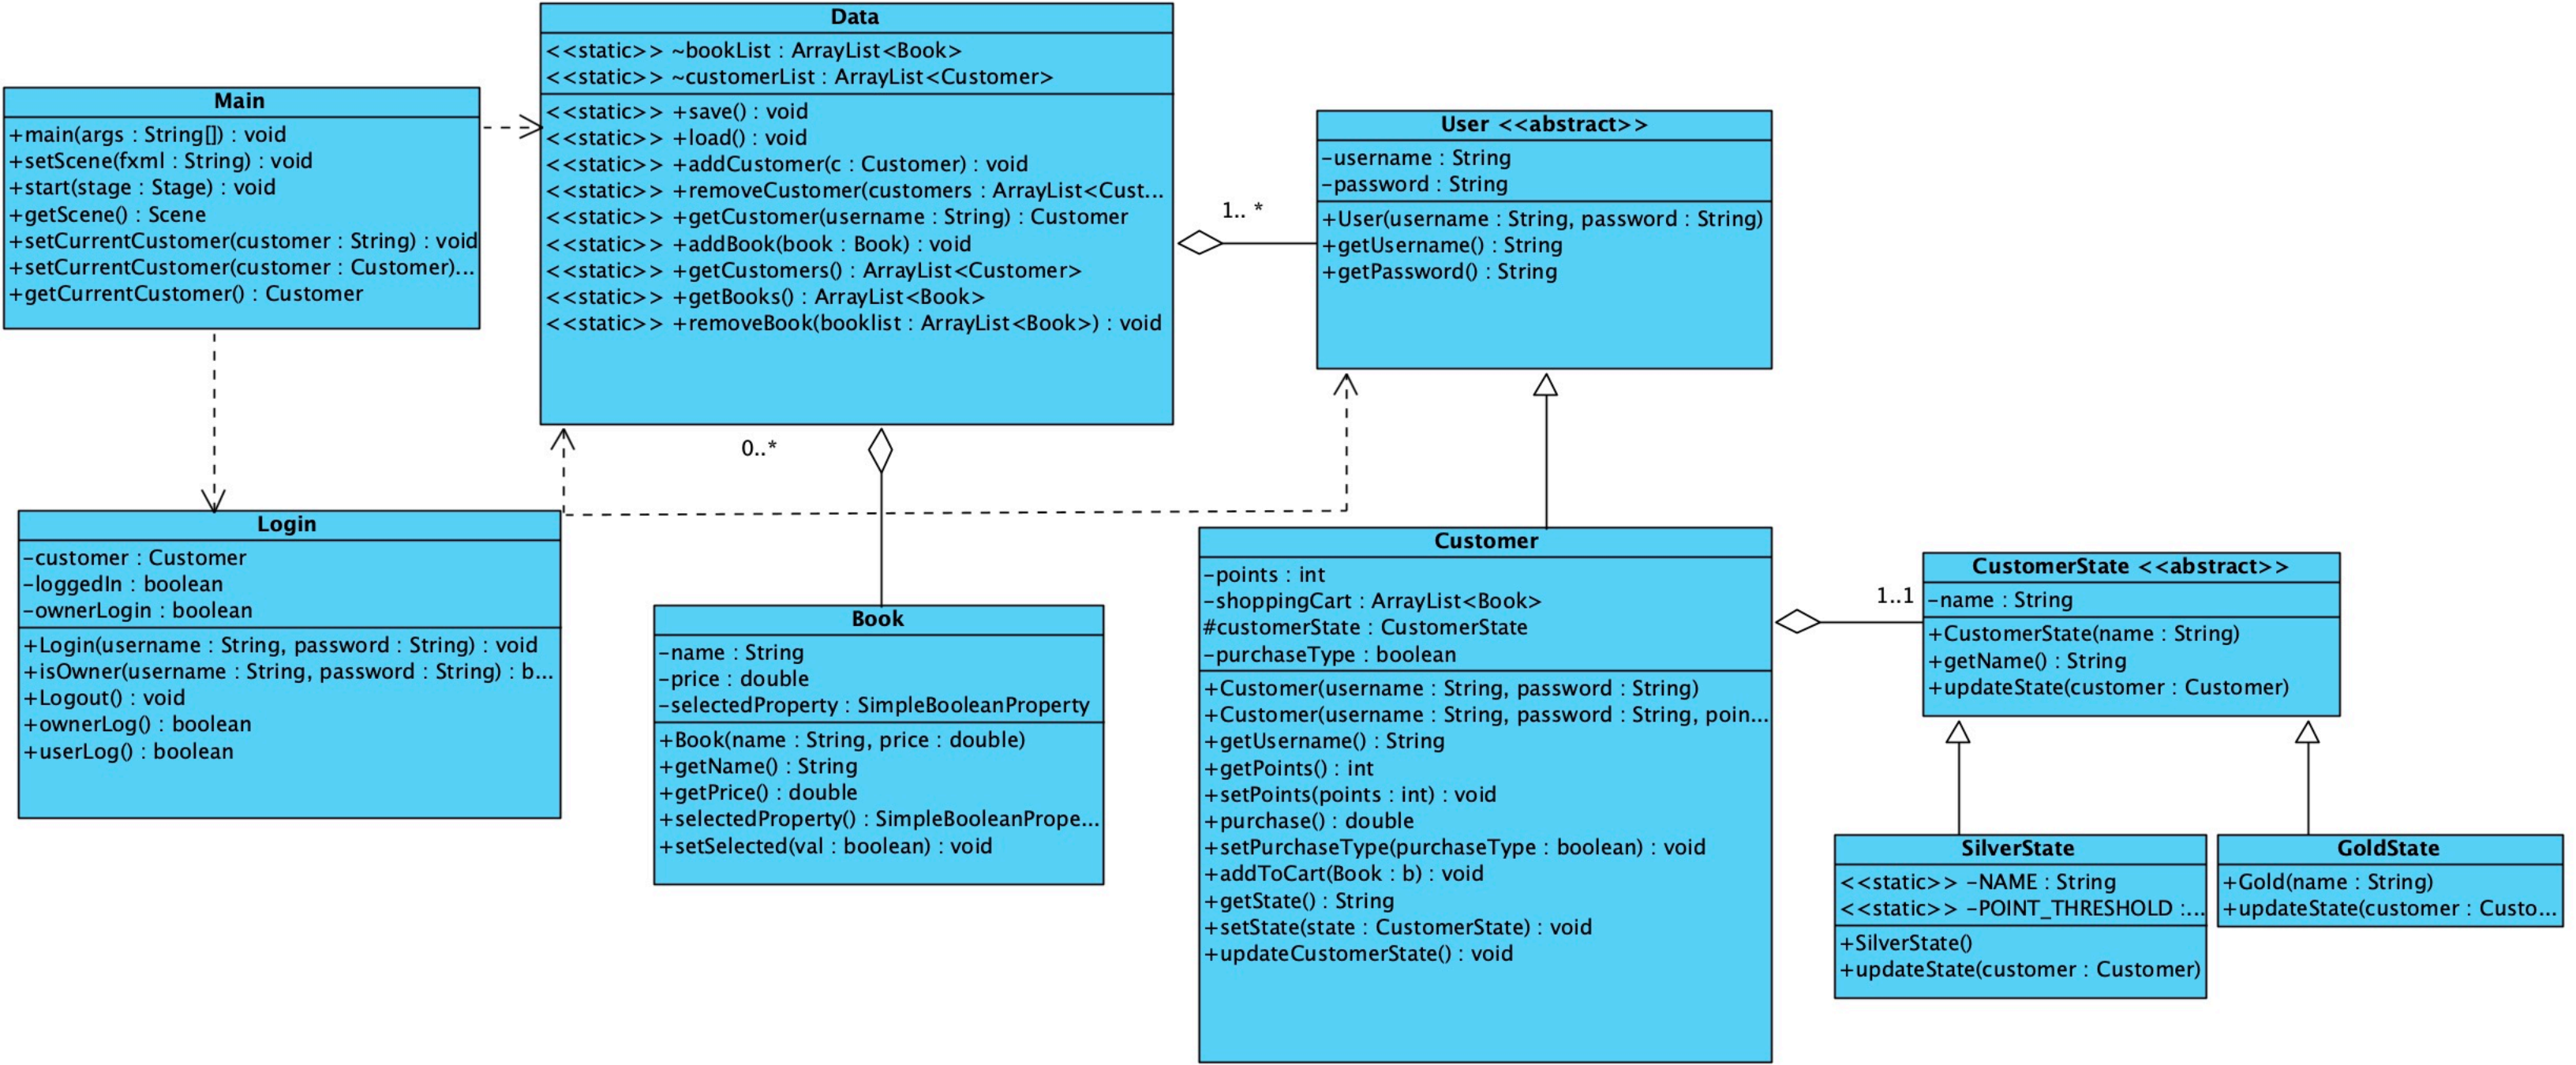 Data
<<static>> ~bookList : ArrayList<Book>
<<static>> ~customerList : ArrayList<Customer>
<<static>> +save() : void
<<static>> +load() : void
<<static>> +addCustomer(c : Customer) : void
<<static>> +removeCustomer(customers : ArrayList<Cust...
<<static>> +getCustomer(username : String) : Customer
<<static>> +addBook(book : Book) : void
<<static>> +getCustomers() : ArrayList<Customer>
<<static>> +getBooks() : ArrayList<Book>
<<static>> +removeBook(booklist : ArrayList<Book>) : void
Main
+main(args : String[]) : void
+setScene(fxml : String) : void
+start(stage : Stage) : void
+getScene() : Scene
+setCurrentCustomer(customer : String) : void
+setCurrentCustomer(customer : Customer)...
+getCurrentCustomer() : Customer
User <<abstract>>
-username : String
-password : String
+User(username : String, password : String)
+getUsername() : String
+getPassword() : String
1.. *
0..*
Login
-customer : Customer
-loggedIn : boolean
-ownerLogin : boolean
+Login(username : String, password : String) : void
+isOwner(username : String, password : String) : b...
+Logout() : void
+ownerLog() : boolean
+userLog() : boolean
Book
-name : String
-price : double
-selectedProperty : SimpleBooleanProperty
+Book(name : String, price : double)
+getName() : String
+getPrice() : double
+selectedProperty() : SimpleBooleanPrope...
+setSelected(val : boolean) : void
Customer
-points : int
-shoppingCart : ArrayList<Book>
#customerState : CustomerState
-purchaseType : boolean
+Customer(username : String, password : String)
+Customer(username : String, password : String, poin...
+getUsername() : String
+getPoints() : int
+setPoints(points : int) : void
+purchase() : double
+setPurchaseType(purchaseType : boolean) : void
+addToCart(Book : b) : void
+getState() : String
+setState(state : CustomerState) : void
+updateCustomerState() : void
1..1
CustomerState <<abstract>>
-name : String
+CustomerState(name : String)
+getName() : String
+updateState(customer : Customer)
SilverState
<<static>> -NAME : String
<<static>> -POINT_THRESHOLD :...
+SilverState()
+updateState(customer : Customer)
GoldState
+Gold(name : String)
+updateState(customer : Custo...